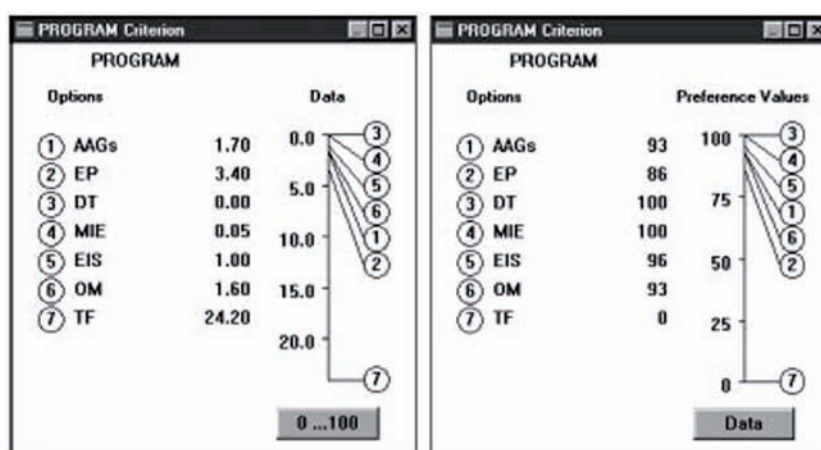 PROGRAM Criterion
PROGRAM
Options Data
1 AAGs 1.70
2 EP 3.40
3 DT 0.00
4 MIE 0.05
5 EIS 1.00
6 OM 1.60
7 TF 24.20
0.0
5.0
10.0
15.0
20.0
3
4
5
6
1
2
7
0 ...100
PROGRAM Criterion
PROGRAM
Options Preference Values
1 AAGs 93
2 EP 86
3 DT 100
4 MIE 100
5 EIS 96
6 OM 93
7 TF 0
100
75
50
25
0
3
4
5
1
6
2
7
Data